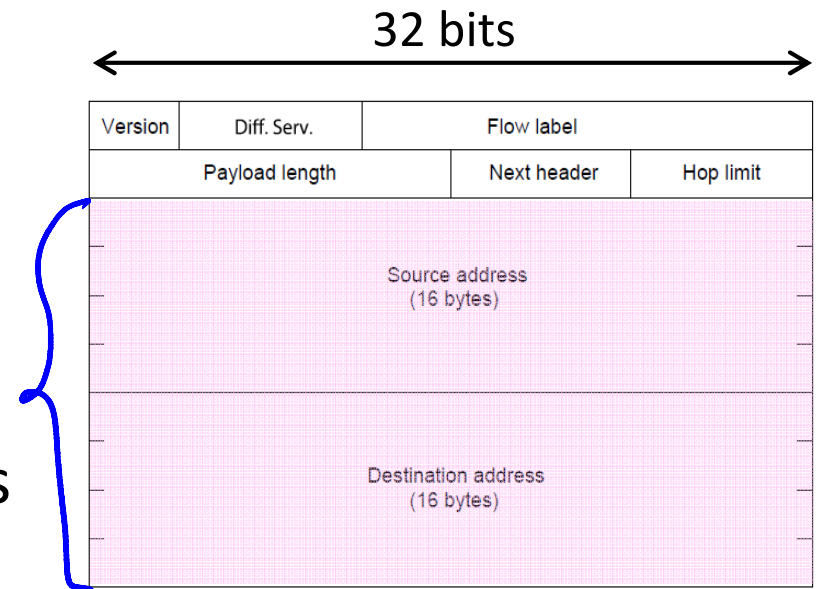 32 bits
Version Diff. Serv. Flow label
Payload length Next header Hop limit
Source address
(16 bytes)
s
Destination address
(16 bytes)